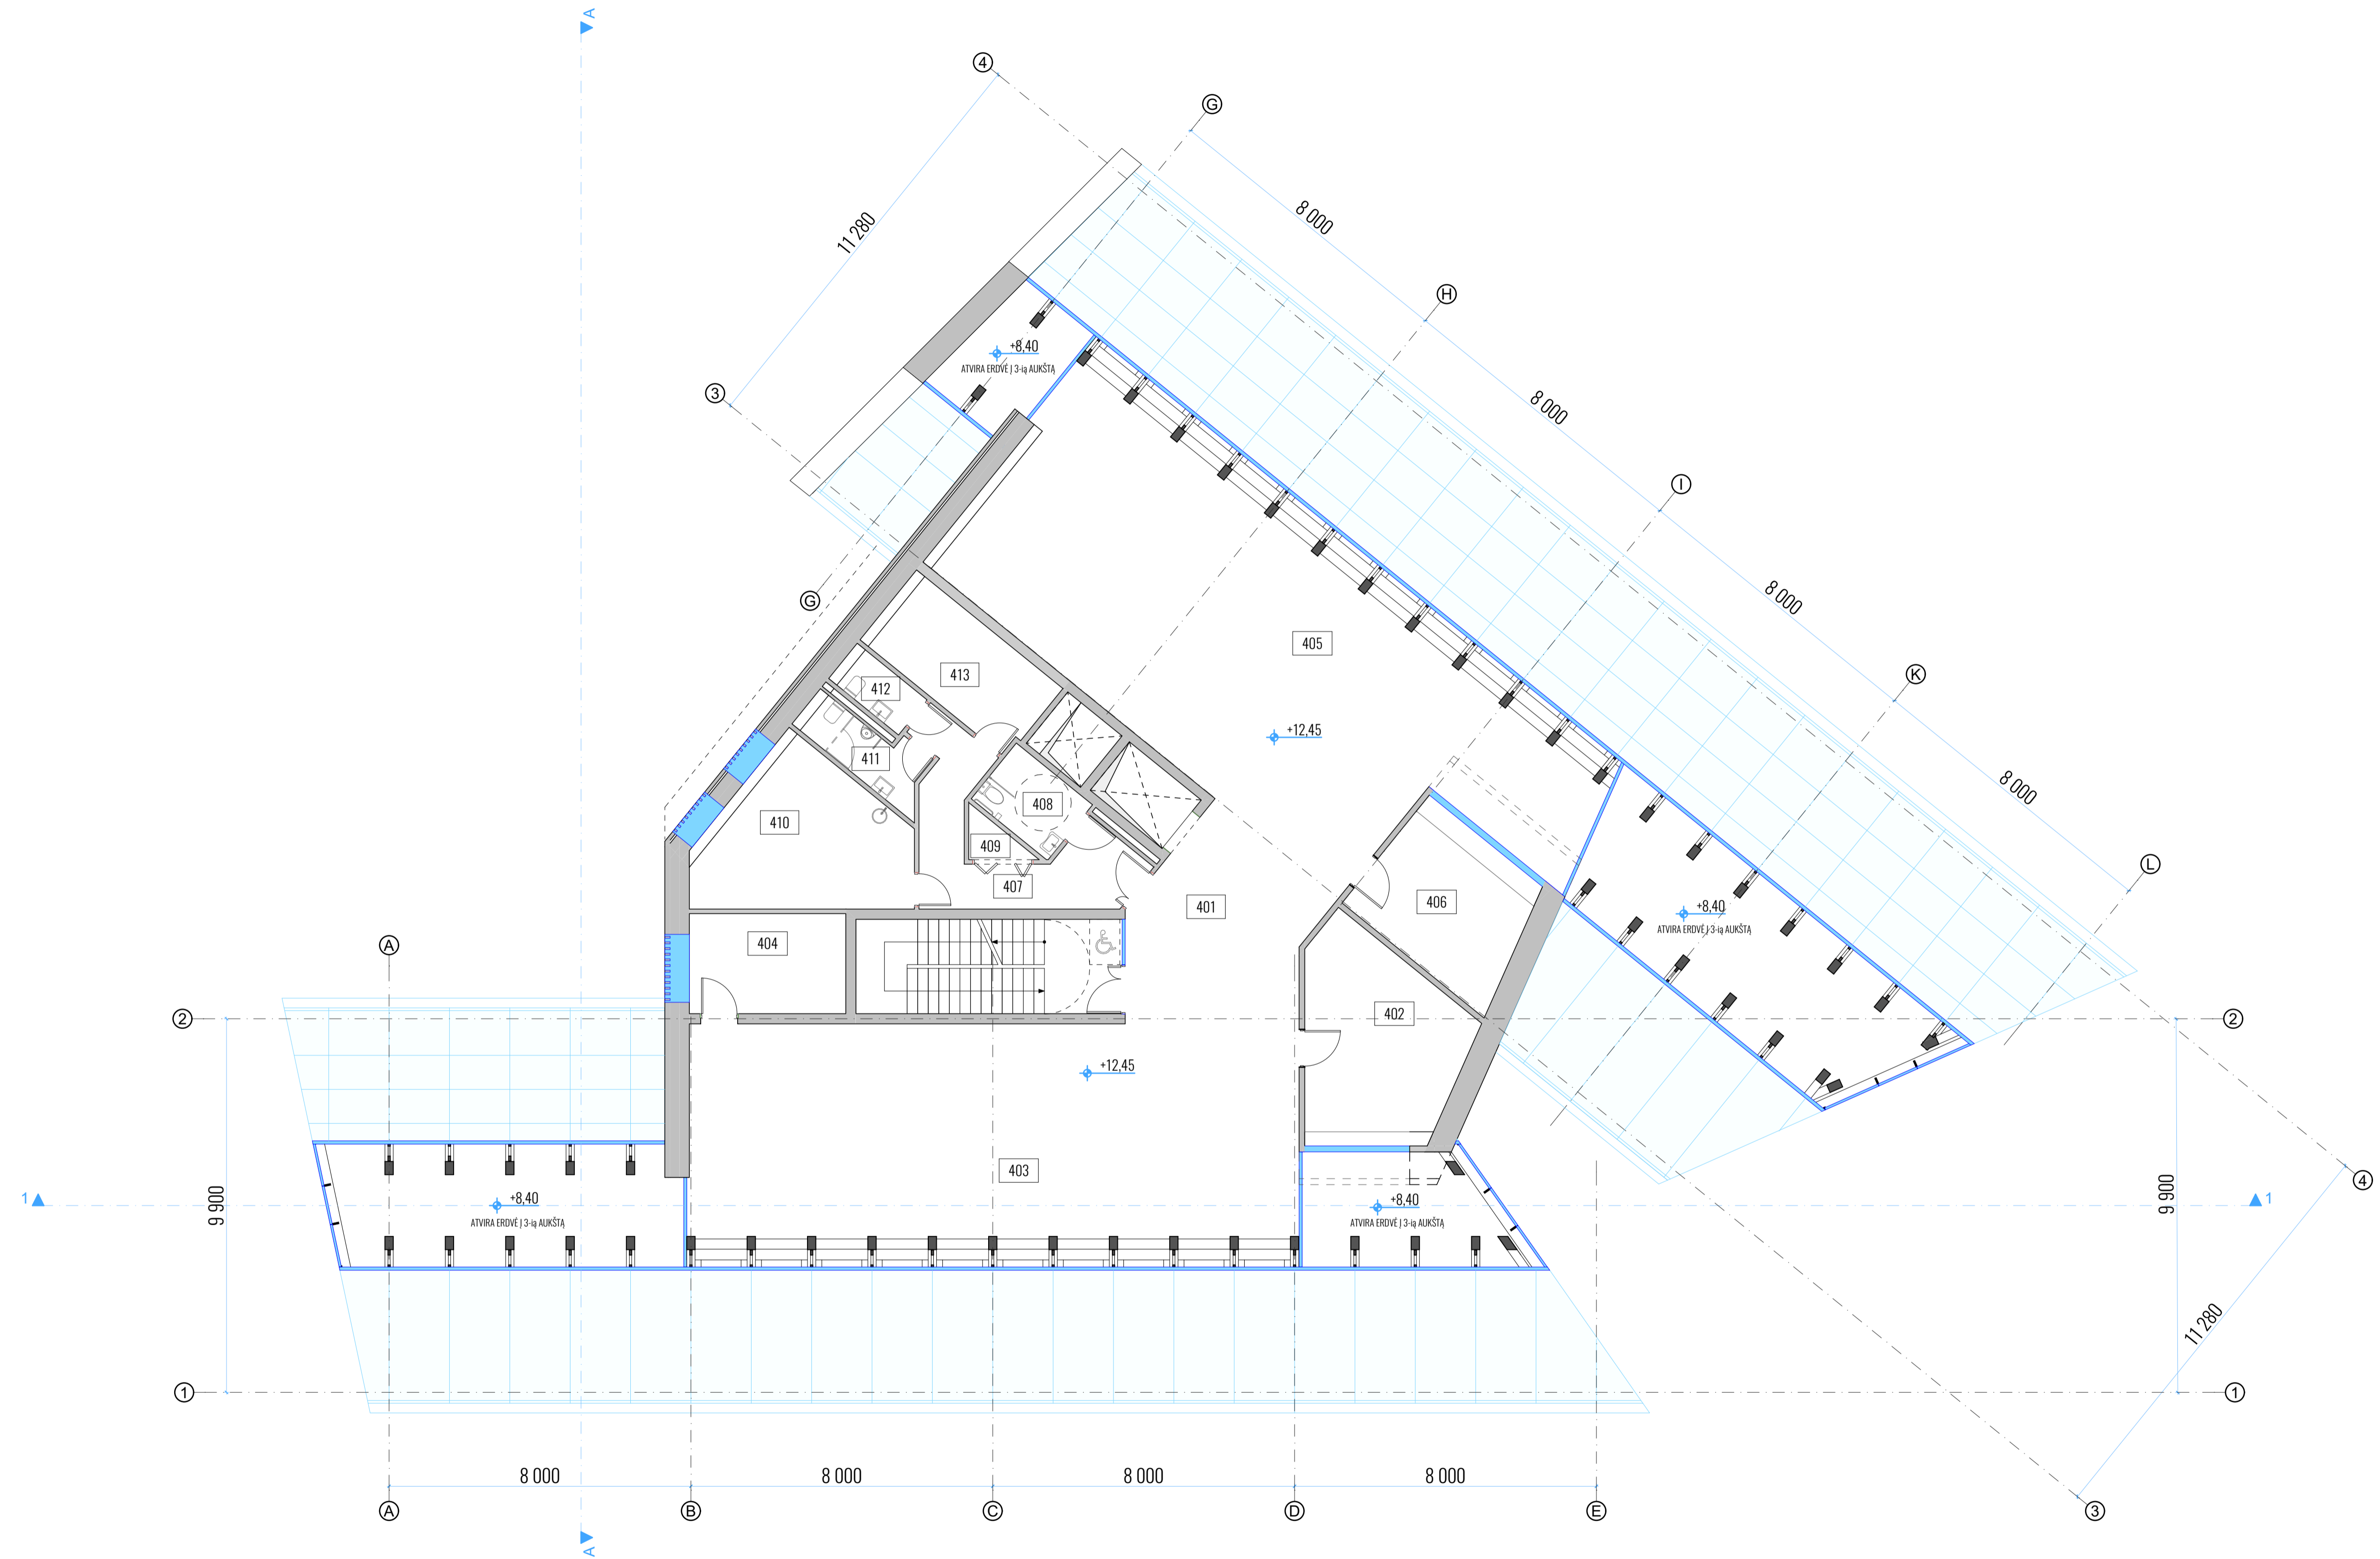 A
4
G
8 000
11 280
H
+8,40
ATVIRA ERDVĖ Į 3-ią AUKŠTĄ
3
8 000
I
8 000
G
405
413
K
412
+12,45
411
8 000
408
410
409
L
407
401
406
+8,40
ATVIRA ERDVĖ Į 3-ią AUKŠTĄ
404
A
402
2
2
+12,45
403
4
1
+8,40
ATVIRA ERDVĖ Į 3-ią AUKŠTĄ
+8,40
ATVIRA ERDVĖ Į 3-ią AUKŠTĄ
1
9 900
9 900
11 280
1
1
8 000
8 000
8 000
8 000
A
B
C
D
E
3
A